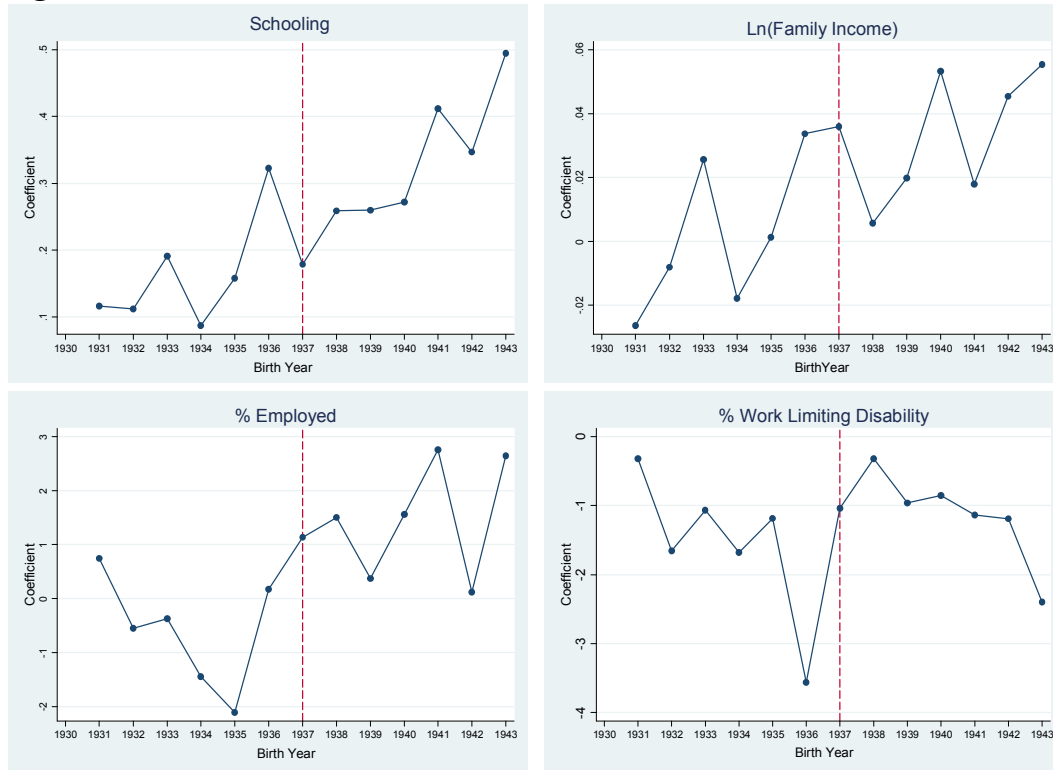 Schooling
Coefficient
.1 .2 .3 .4 .5
1930 1931 1932 1933 1934 1935 1936 1937 1938 1939 1940 1941 1942 1943
Birth Year
Ln(Family Income)
Coefficient
-.02 0 .02 .04 .06
1930 1931 1932 1933 1934 1935 1936 1937 1938 1939 1940 1941 1942 1943
BirthYear
% Employed
Coefficient
-2 -1 0 1 2 3
1930 1931 1932 1933 1934 1935 1936 1937 1938 1939 1940 1941 1942 1943
Birth Year
% Work Limiting Disability
Coefficient
-4 -3 -2 -1 0
1930 1931 1932 1933 1934 1935 1936 1937 1938 1939 1940 1941 1942 1943
Birth Year